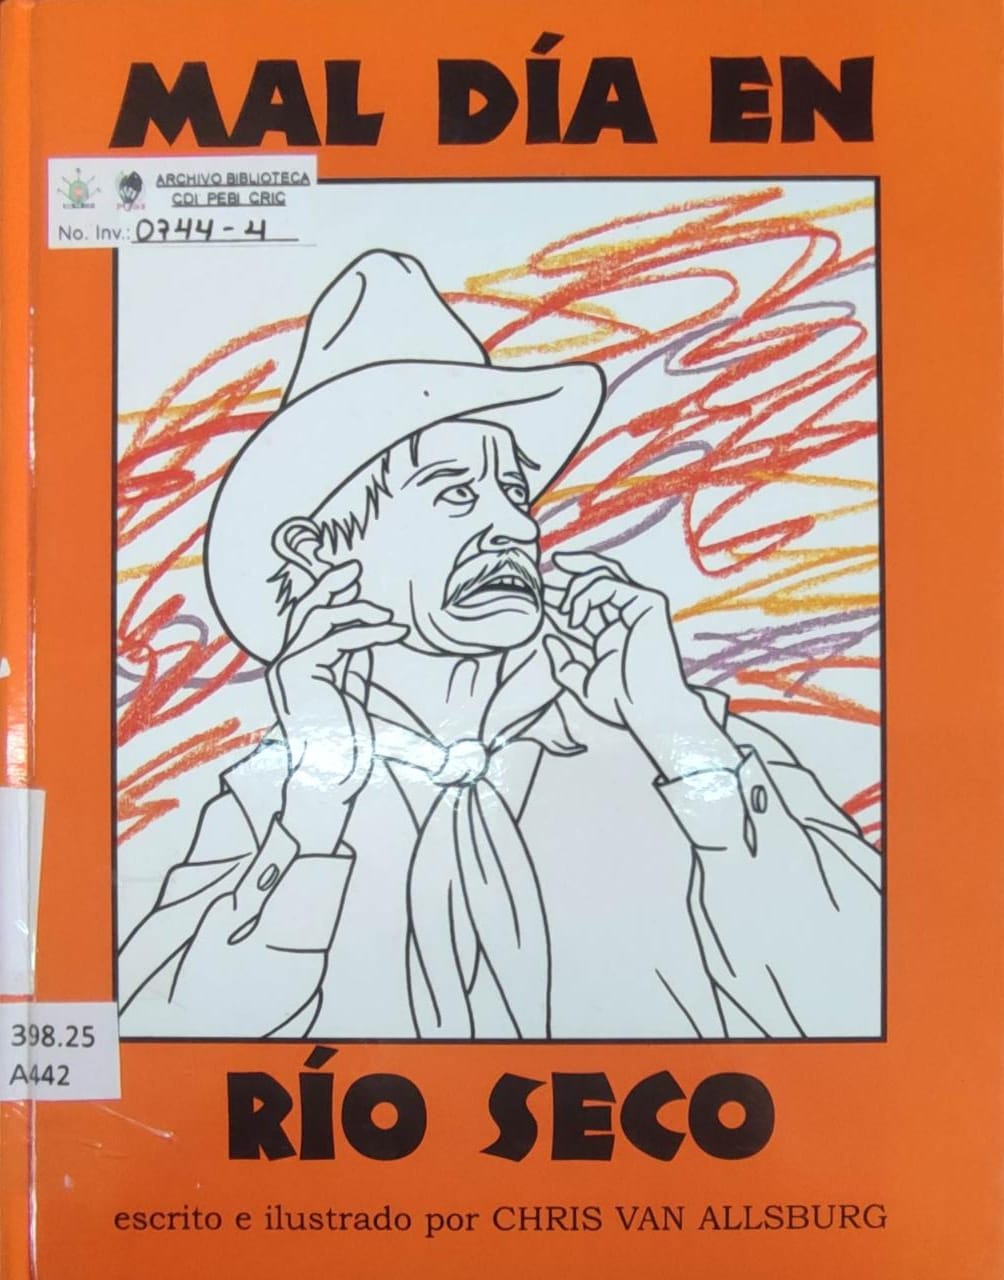 MAL DÍA EN
ARCHIVO BIBLIOTECA
CDI PEBI CRIC
No. Inv.: 0744-4
398.25
A442
RÍO SECO
escrito e ilustrado por CHRIS VAN ALLSBURG